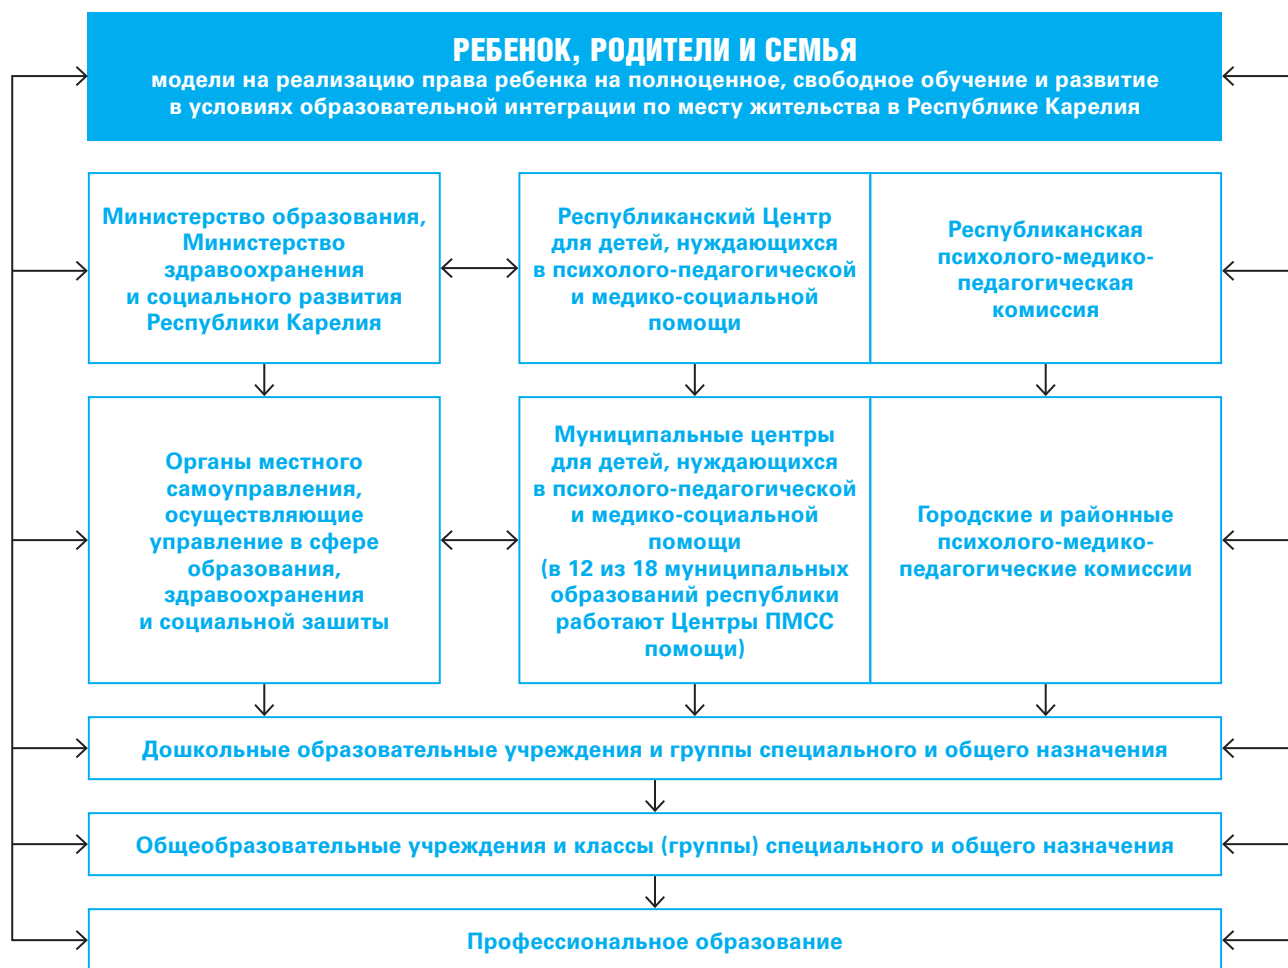 РЕБЕНОК, РОДИТЕЛИ И СЕМЬЯ
модели на реализацию права ребенка на полноценное, свободное обучение и развитие
в условиях образовательной интеграции по месту жительства в Республике Карелия
Министерство образования,
Министерство
здравоохранения
и социального развития
Республики Карелия
Республиканский Центр
для детей, нуждающихся
в психолого-педагогической
и медико-социальной
помощи
Республиканская
психолого-медико-
педагогическая
комиссия
Органы местного
самоуправления,
осуществляющие
управление в сфере
образования,
здравоохранения
и социальной зашиты
Муниципальные центры
для детей, нуждающихся
в психолого-педагогической
и медико-социальной
помощи
(в 12 из 18 муниципальных
образований республики
работают Центры ПМСС
помощи)
Городские и районные
психолого-медико-
педагогические комиссии
Дошкольные образовательные учреждения и группы специального и общего назначения
Общеобразовательные учреждения и классы (группы) специального и общего назначения
Профессиональное образование